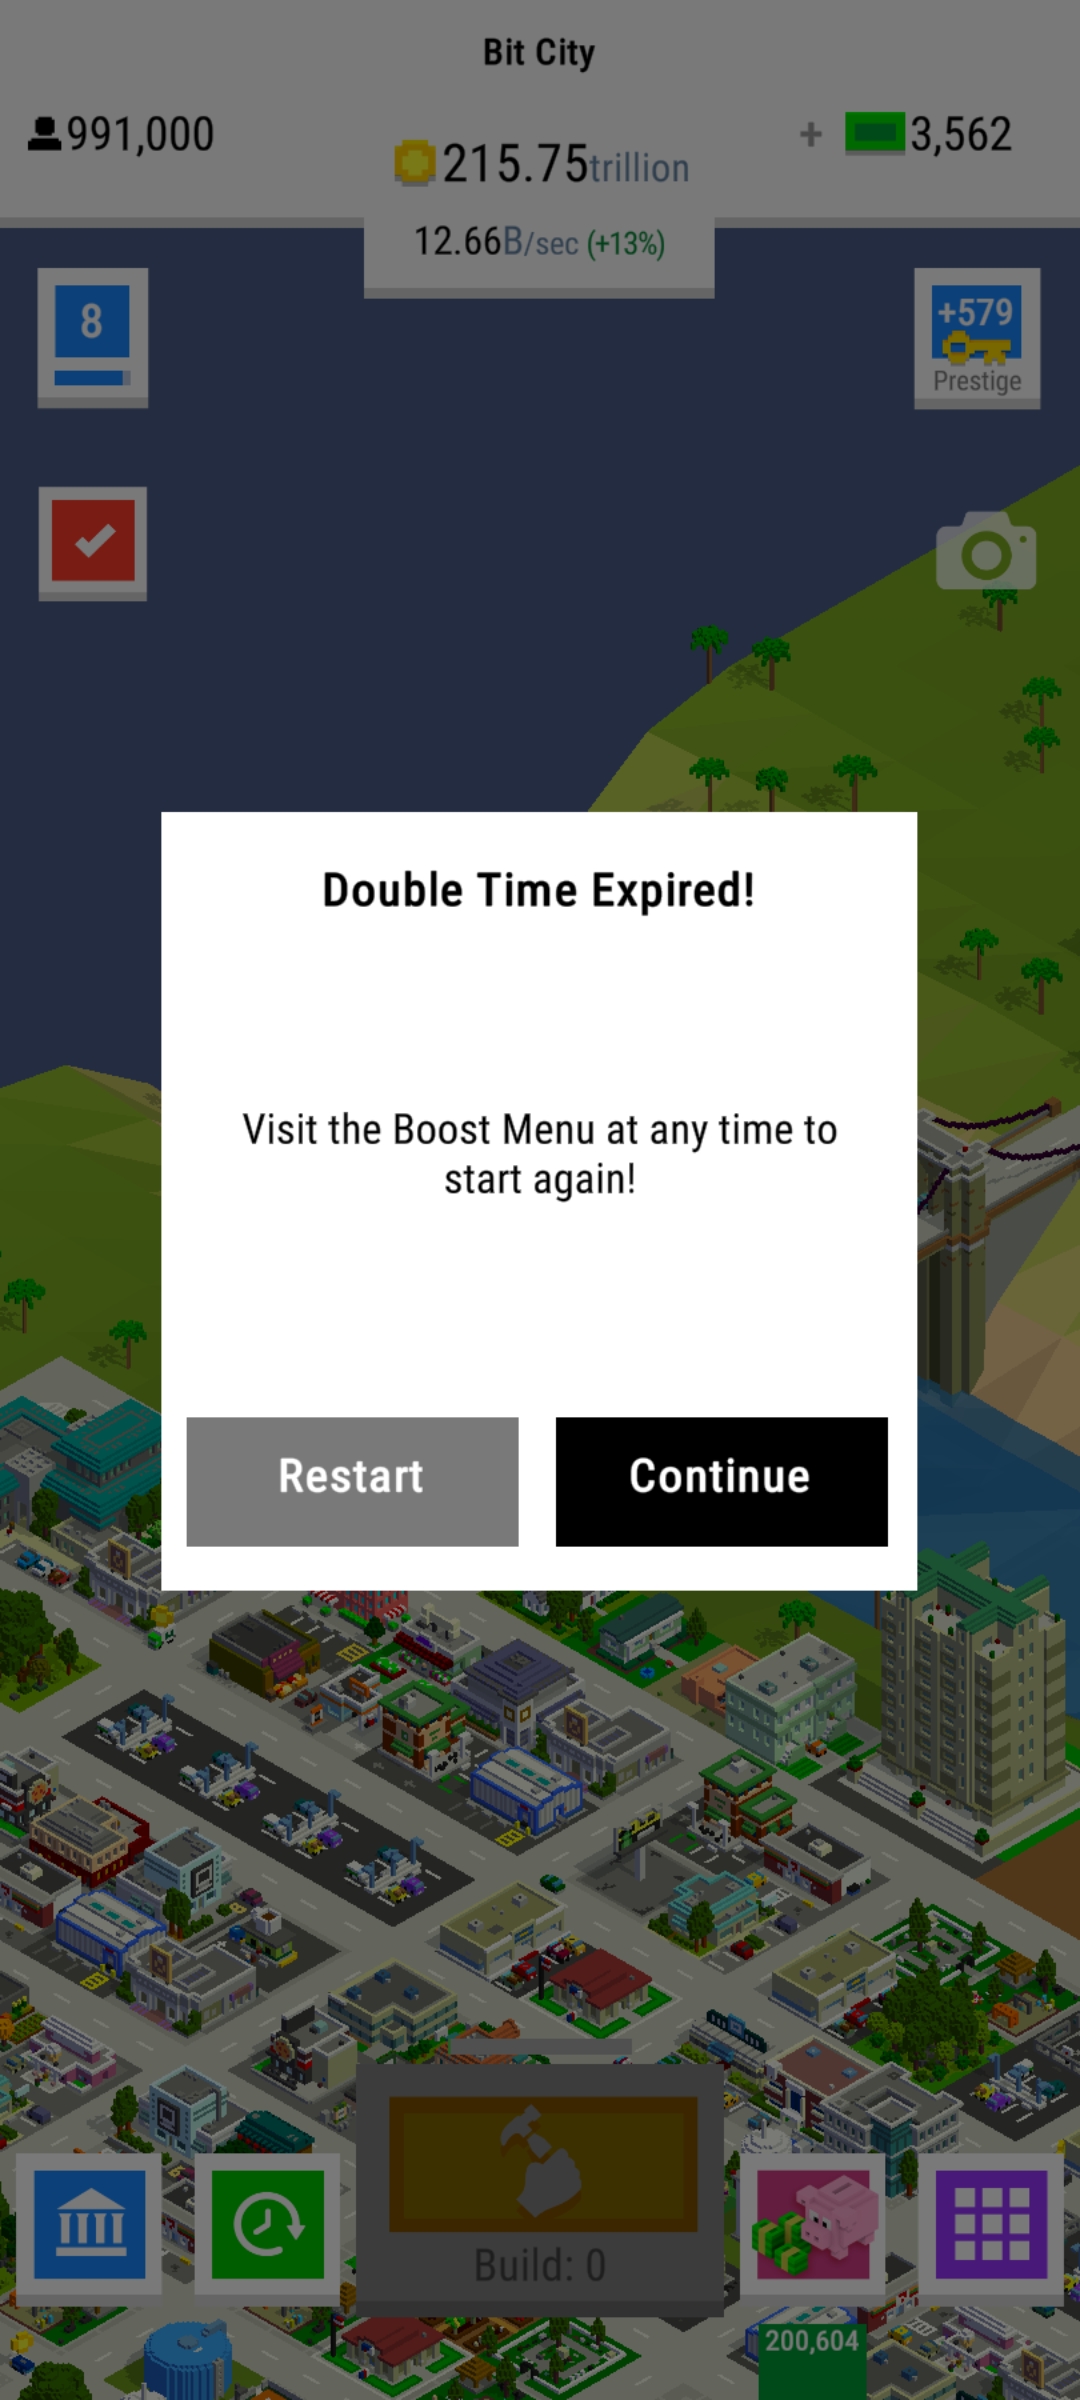 Bit City
991,000
215.75trillion
+ 3,562
12.66B/sec (+13%)
8
+579
Prestige
Double Time Expired!
Visit the Boost Menu at any time to
start again!
Restart
Continue
Build: 0
200,604